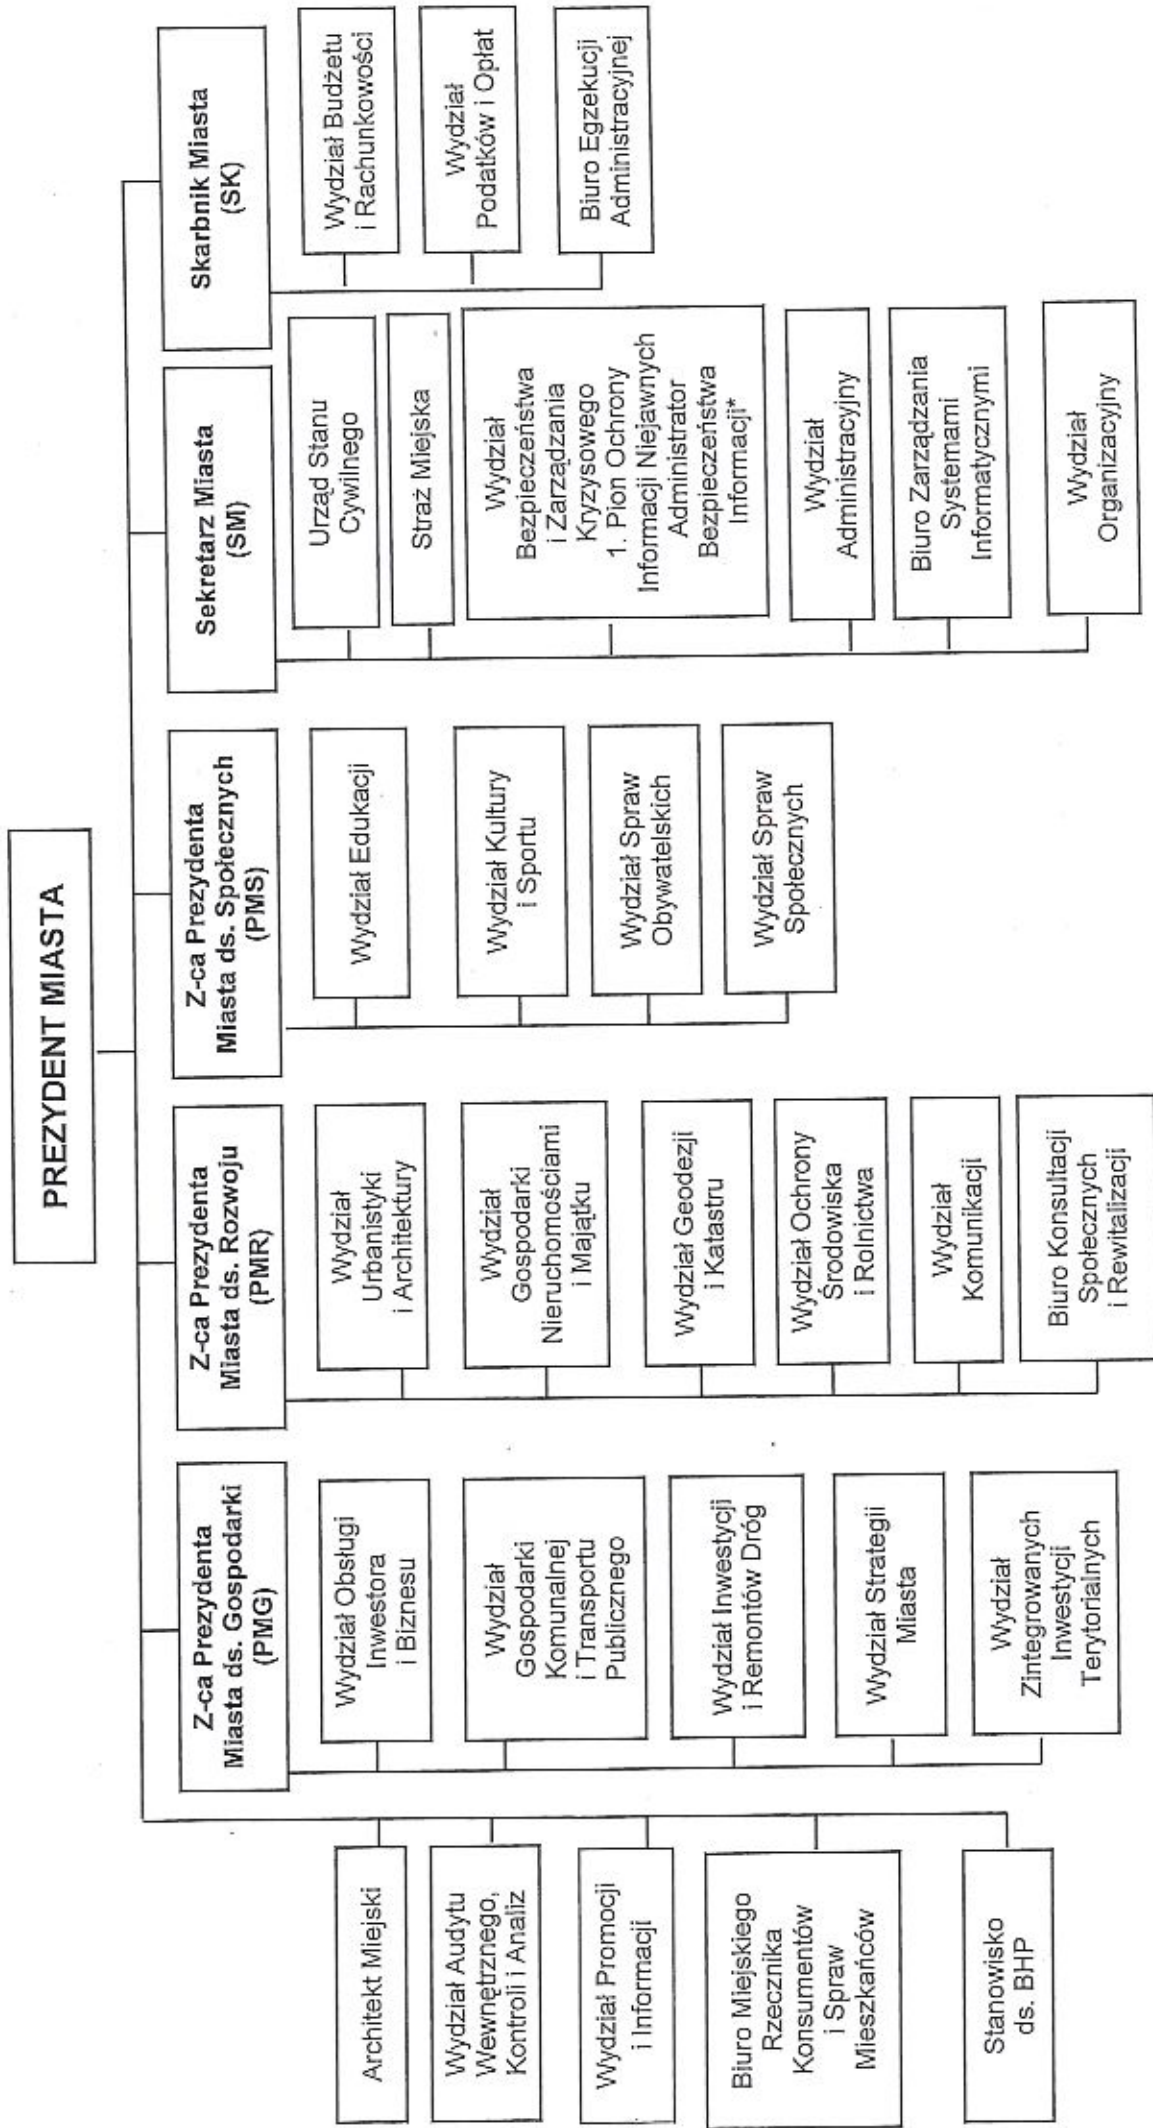 PREZYDENT MIASTA
Z-ca Prezydenta
Miasta ds. Gospodarki
(PMG)
Z-ca Prezydenta
Miasta ds. Rozwoju
(PMR)
Z-ca Prezydenta
Miasta ds. Społecznych
(PMS)
Sekretarz Miasta
(SM)
Skarbnik Miasta
(SK)
Architekt Miejski
Wydział Audytu
Wewnętrznego,
Kontroli i Analiz
Wydział Promocji
i Informacji
Biuro Miejskiego
Rzecznika
Konsumentów
i Spraw
Mieszkańców
Stanowisko
ds. BHP
Wydział Obsługi
Inwestora
i Biznesu
Wydział
Gospodarki
Komunalnej
i Transportu
Publicznego
Wydział Inwestycji
i Remontów Dróg
Wydział Strategii
Miasta
Wydział
Zintegrowanych
Inwestycji
Terytorialnych
Wydział
Urbanistyki
i Architektury
Wydział
Gospodarki
Nieruchomościami
i Majątku
Wydział Geodezji
i Katastru
Wydział Ochrony
Środowiska
i Rolnictwa
Wydział
Komunikacji
Biuro Konsultacji
Społecznych
i Rewitalizacji
Wydział Edukacji
Wydział Kultury
i Sportu
Wydział Spraw
Obywatelskich
Wydział Spraw
Społecznych
Urząd Stanu
Cywilnego
Straż Miejska
Wydział
Bezpieczeństwa
i Zarządzania
Kryzysowego
1. Pion Ochrony
Informacji Niejawnych
Administrator
Bezpieczeństwa
Informacji*
Wydział
Administracyjny
Biuro Zarządzania
Systemami
Informatycznymi
Wydział
Organizacyjny
Wydział Budżetu
i Rachunkowości
Wydział
Podatków i Opłat
Biuro Egzekucji
Administracyjnej